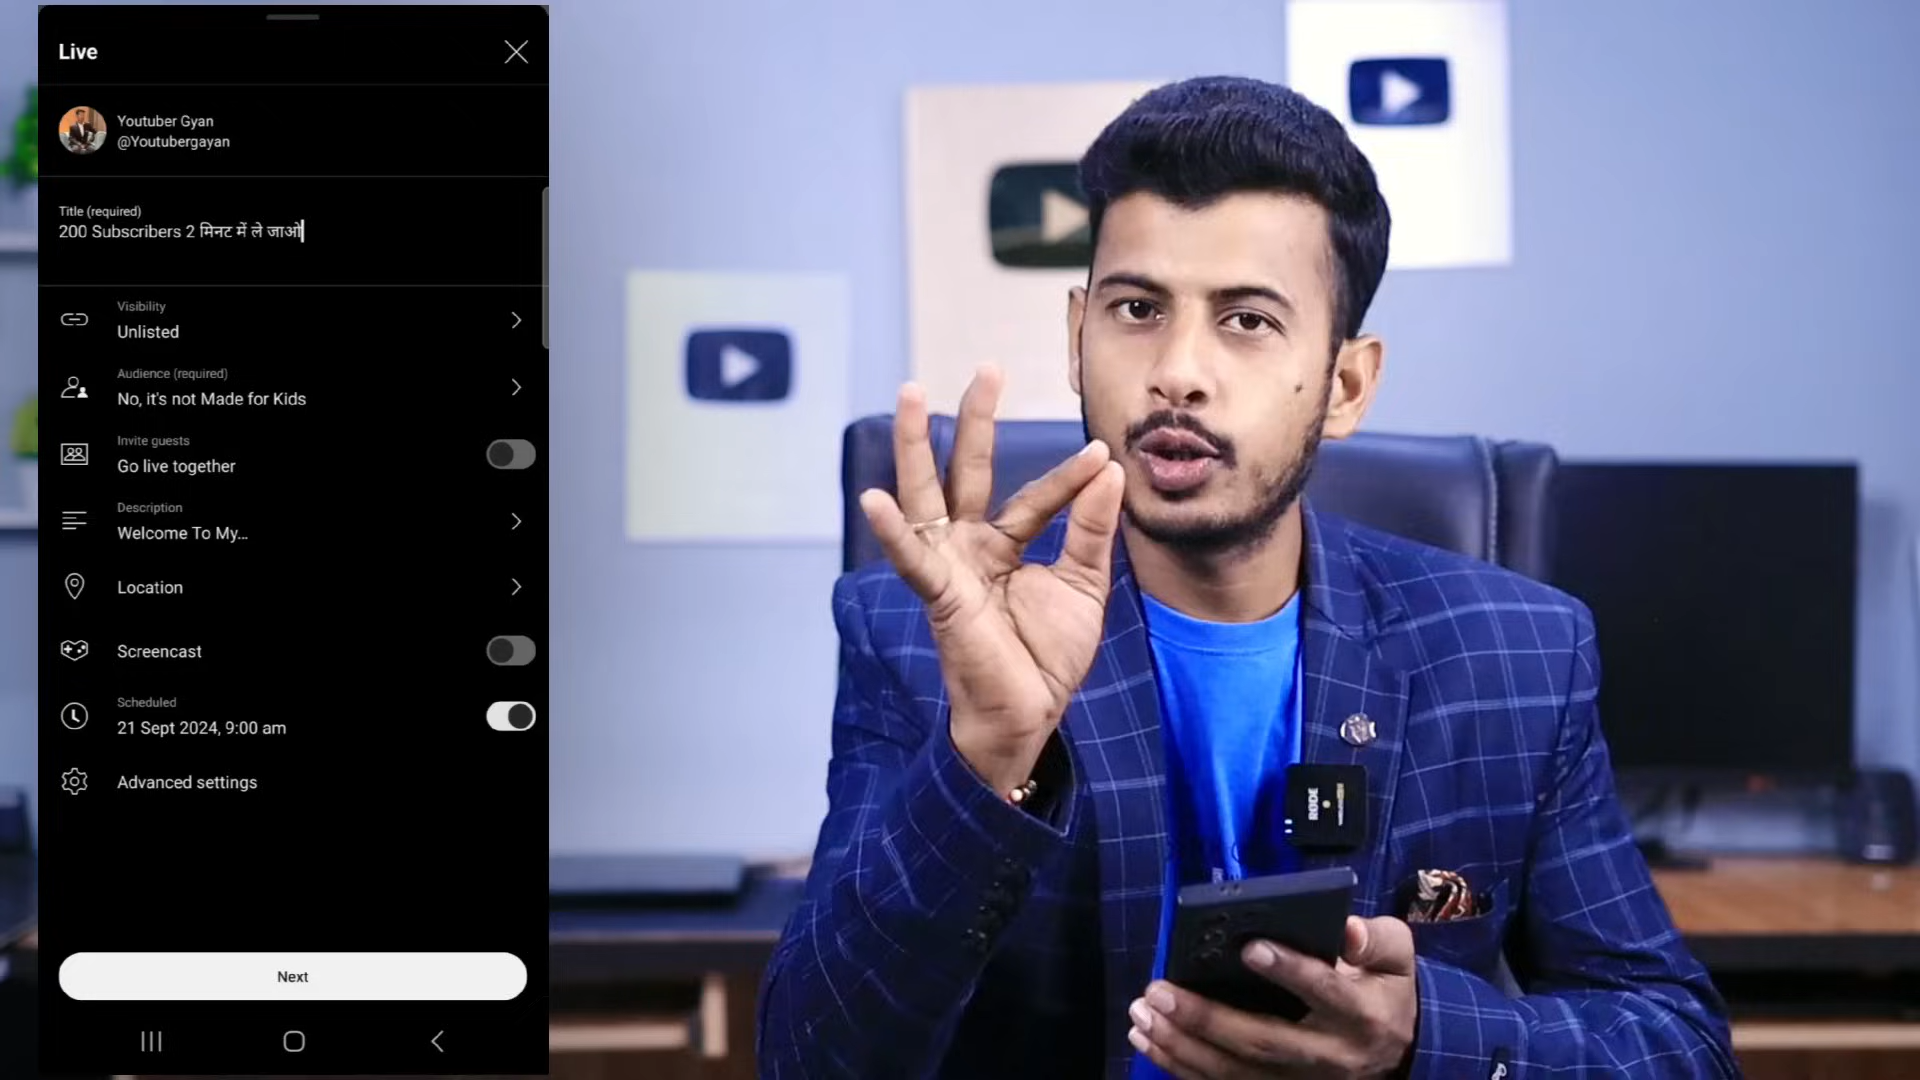 Live
Youtuber Gyan
@Youtubergayan
Title (required)
200 Subscribers 2 मिनट में ले जाओ
Visibility
Unlisted
Audience (required)
No, it's not Made for Kids
Invite guests
Go live together
Description
Welcome To My...
Location
Screencast
Scheduled
21 Sept 2024, 9:00 am
Advanced settings
Next
RØDE